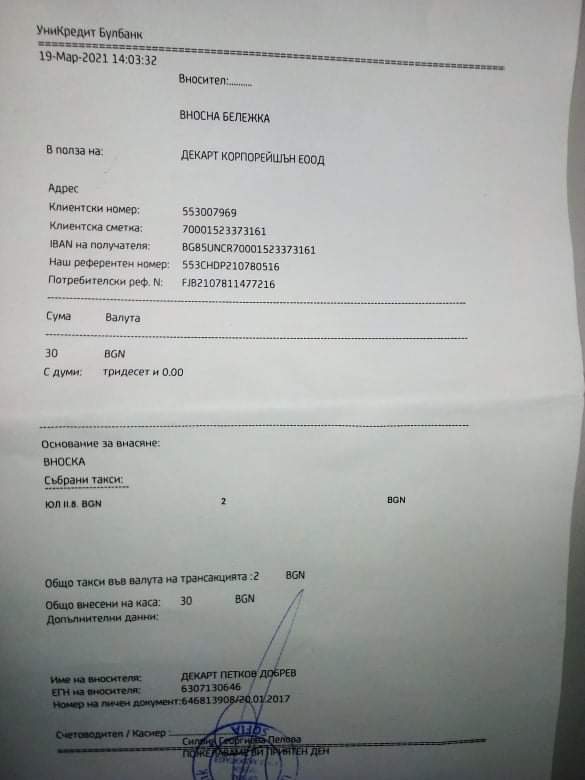 УниКредит Булбанк
19-Мар-2021 14:03:32
Вносител:..........
ВНОСНА БЕЛЕЖКА
В полза на: ДЕКАРТ КОРПОРЕЙШЪН ЕООД
Адрес
Клиентски номер: 553007969
Клиентска сметка: 70001523373161
IBAN на получателя: BG85UNCR70001523373161
Наш референтен номер: 553CHDP210780516
Потребителски реф. N: FJB2107811477216
Сума Валута
30 BGN
С думи: тридесет и 0.00
Основание за внасяне:
ВНОСКА
Събрани такси:
ЮЛ II.8. BGN 2 BGN
Общо такси във валута на трансакцията :2 BGN
Общо внесени на каса: 30 BGN
Допълнителни данни:
Име на вносителя: ДЕКАРТ ПЕТКОВ ДОБРЕВ
ЕГН на вносителя: 6307130646
Номер на личен документ:646813908/20.01.2017
Счетоводител / Касиер :
Георгиева Пелова
ПОЖЕЛАВАМЕ ВИ ПРИЯТЕН ДЕН
SOFIA